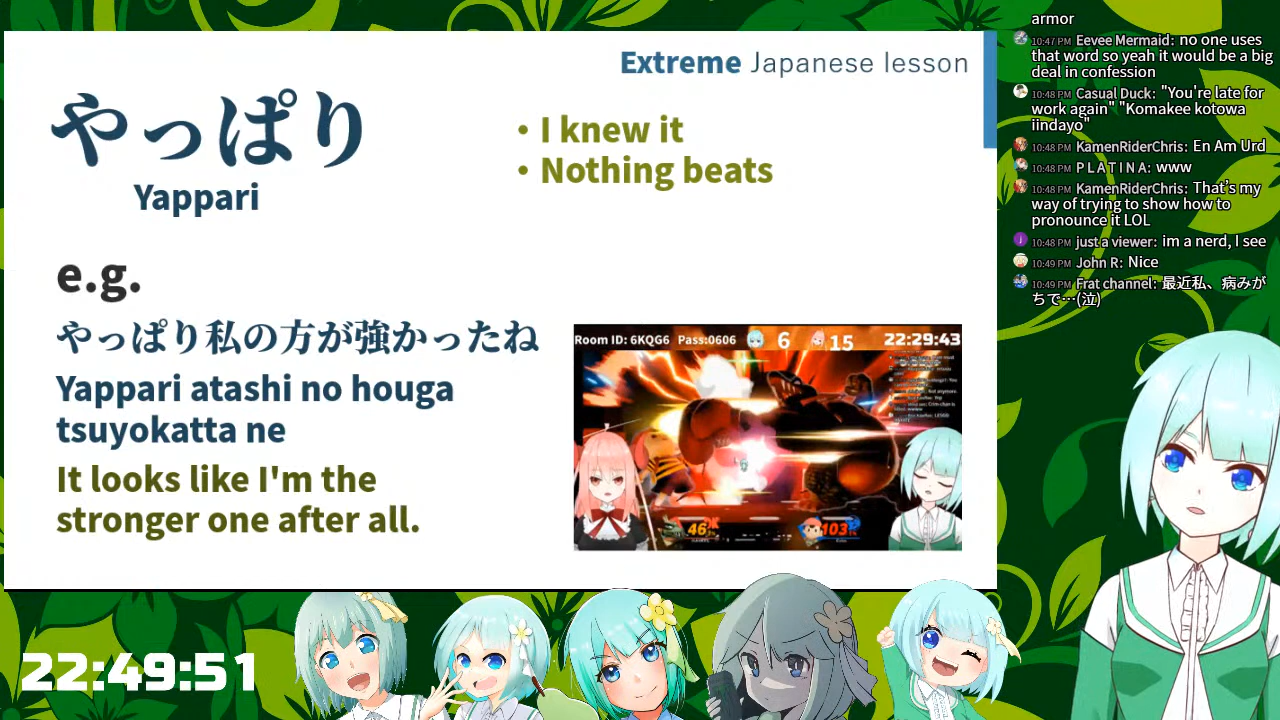 Extreme Japanese lesson
やっぱり
Yappari
• I knew it
• Nothing beats
e.g.
やっぱり私の方が強かったね
Yappari atashi no houga
tsuyokatta ne
It looks like I'm the
stronger one after all.
Room ID: 6KQG6 Pass:0606 6 15 22:29:43
46
103
22:49:51
armor
10:47 PM Eevee Mermaid: no one uses
that word so yeah it would be a big
deal in confession
10:48 PM Casual Duck: "You're late for
work again" "Komakee kotowa
iindayo"
10:48 PM KamenRiderChris: En Am Urd
10:48 PM P L A T I N A: www
10:48 PM KamenRiderChris: That's my
way of trying to show how to
pronounce it LOL
10:48 PM just a viewer: im a nerd, I see
10:49 PM John R: Nice
10:49 PM Frat channel: 最近私、病みが
ちで…(泣)